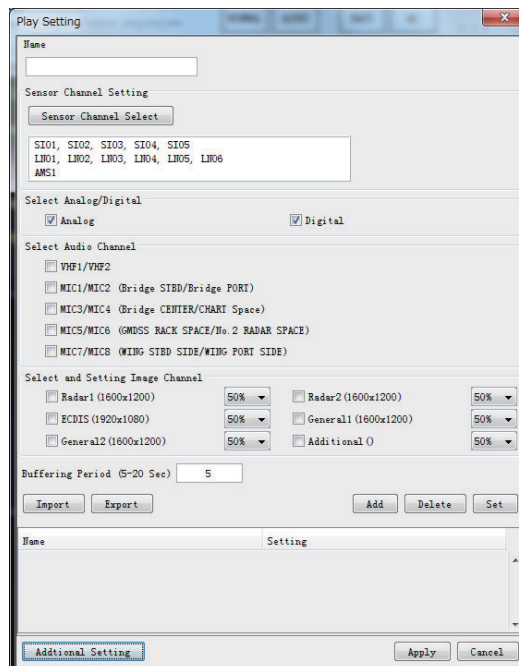 Play Setting
Name
Sensor Channel Setting
Sensor Channel Select
SI01, SI02, SI03, SI04, SI05
LN01, LN02, LN03, LN04, LN05, LN06
AMS1
Select Analog/Digital
Analog Digital
Select Audio Channel
VHF1/VHF2
MIC1/MIC2 (Bridge STBD/Bridge PORT)
MIC3/MIC4 (Bridge CENTER/CHART Space)
MIC5/MIC6 (GMDSS RACK SPACE/No.2 RADAR SPACE)
MIC7/MIC8 (WING STBD SIDE/WING PORT SIDE)
Select and Setting Image Channel
Radar1 (1600x1200) 50% Radar2 (1600x1200) 50%
ECDIS (1920x1080) 50% General1 (1600x1200) 50%
General2 (1600x1200) 50% Additional () 50%
Buffering Period (5-20 Sec) 5
Import Export Add Delete Set
Name Setting
Addtional Setting Apply Cancel